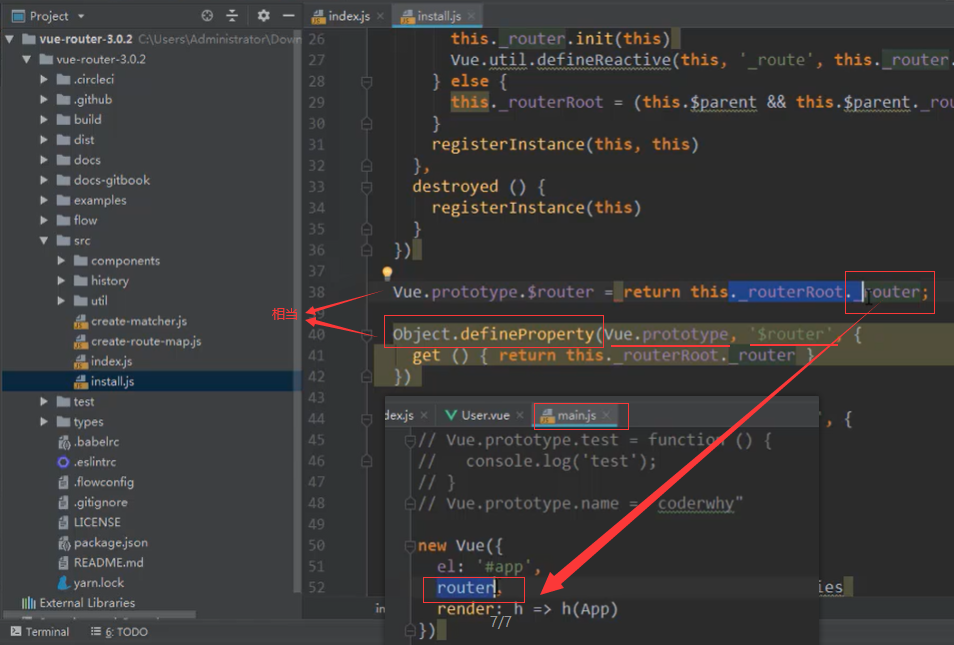 Project
index.js
install.js
vue-router-3.0.2 C:\Users\Administrator\Down
vue-router-3.0.2
.circleci
.github
build
dist
docs
docs-gitbook
examples
flow
src
components
history
util
create-matcher.js
create-route-map.js
index.js
install.js
test
types
.babelrc
.eslintrc
.flowconfig
.gitignore
LICENSE
package.json
README.md
yarn.lock
External Libraries
26 this._router.init(this)
27 Vue.util.defineReactive(this, '_route', this._router.
28 } else {
29 this._routerRoot = (this.$parent && this.$parent._rou
30 }
31 registerInstance(this, this)
32 },
33 destroyed () {
34 registerInstance(this)
35 }
36 })
37
38 Vue.prototype.$router = return this._routerRoot._router;
相当
40 Object.defineProperty(Vue.prototype, '$router', {
41 get () { return this._routerRoot._router }
42 })
43
44 ', {
45
46
47
48
49
50
51
52 ies
dex.js
User.vue
main.js
// Vue.prototype.test = function () {
// console.log('test');
// }
// Vue.prototype.name = "coderwhy"
new Vue({
el: '#app',
router,
render: h => h(App)
})
in
7/7
Terminal
6: TODO